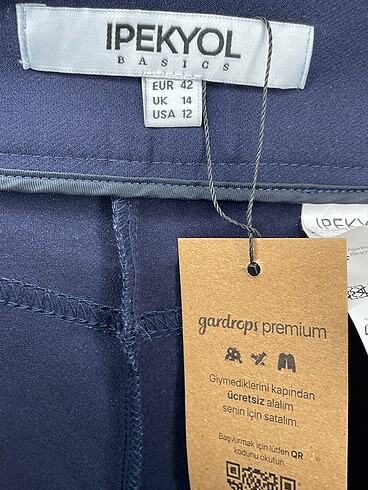 IPEKYOL
BASICS
EUR 42
UK 14
USA 12
IPEKYO
gardrops premium
Giymediklerini kapından
ücretsiz alalım
senin için satalım.
Başvurmak için lütfen QR
kodunu okutun